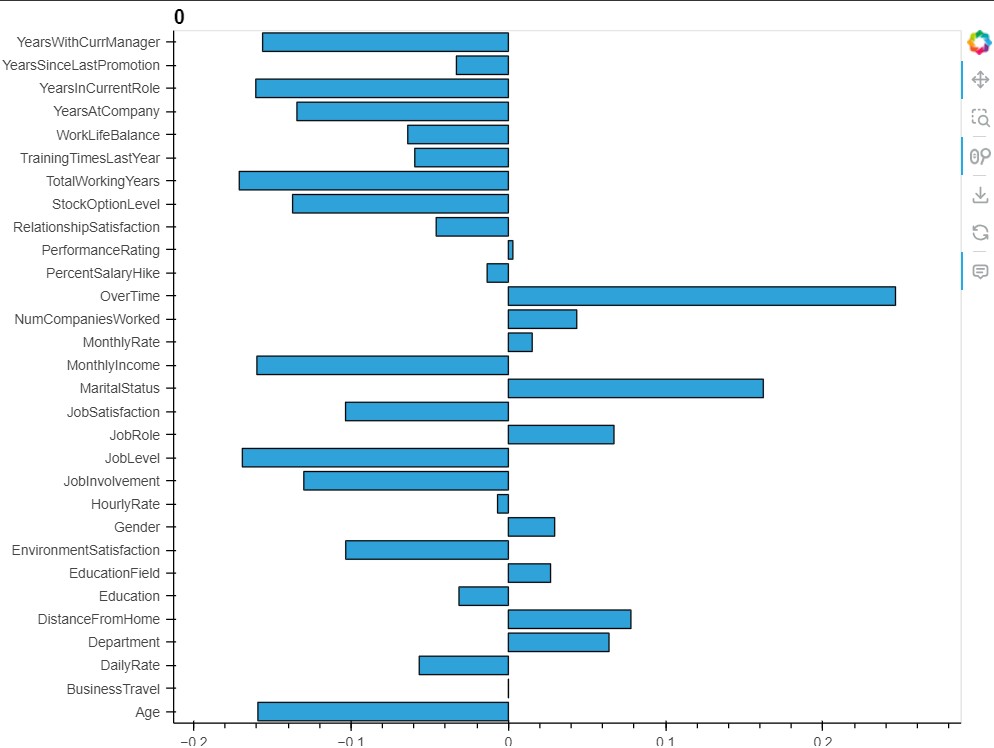 0
YearsWithCurrManager
YearsSinceLastPromotion
YearsInCurrentRole
YearsAtCompany
WorkLifeBalance
TrainingTimesLastYear
TotalWorkingYears
StockOptionLevel
RelationshipSatisfaction
PerformanceRating
PercentSalaryHike
OverTime
NumCompaniesWorked
MonthlyRate
MonthlyIncome
MaritalStatus
JobSatisfaction
JobRole
JobLevel
JobInvolvement
HourlyRate
Gender
EnvironmentSatisfaction
EducationField
Education
DistanceFromHome
Department
DailyRate
BusinessTravel
Age
−0.2 −0.1 0 0.1 0.2